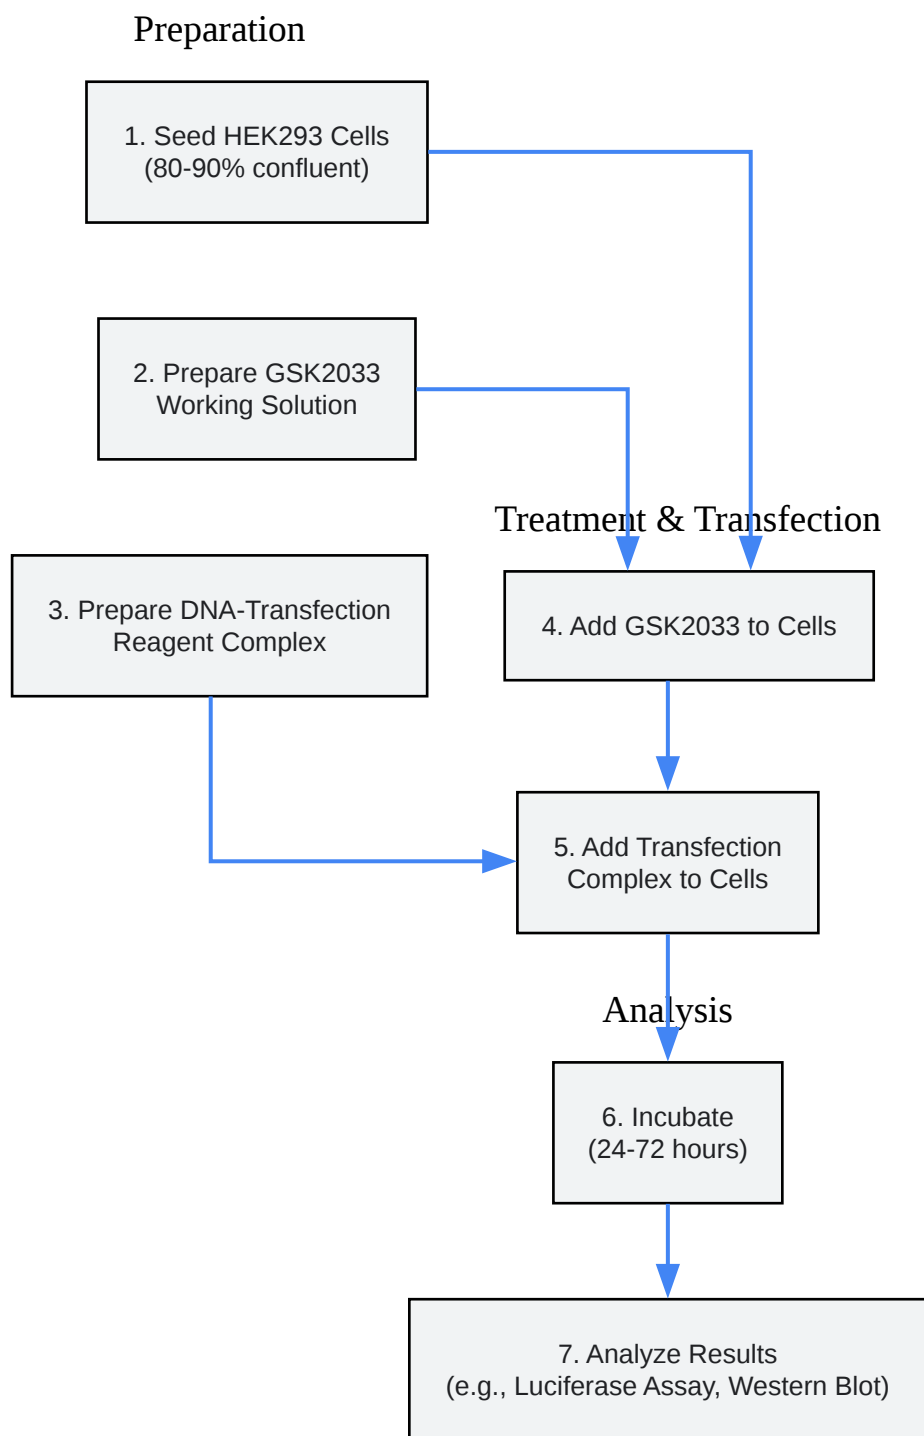 Preparation
1. Seed HEK293 Cells
(80-90% confluent)
2. Prepare GSK2033
Working Solution
3. Prepare DNA-Transfection
Reagent Complex
Treatment & Transfection
4. Add GSK2033 to Cells
5. Add Transfection
Complex to Cells
Analysis
6. Incubate
(24-72 hours)
7. Analyze Results
(e.g., Luciferase Assay, Western Blot)